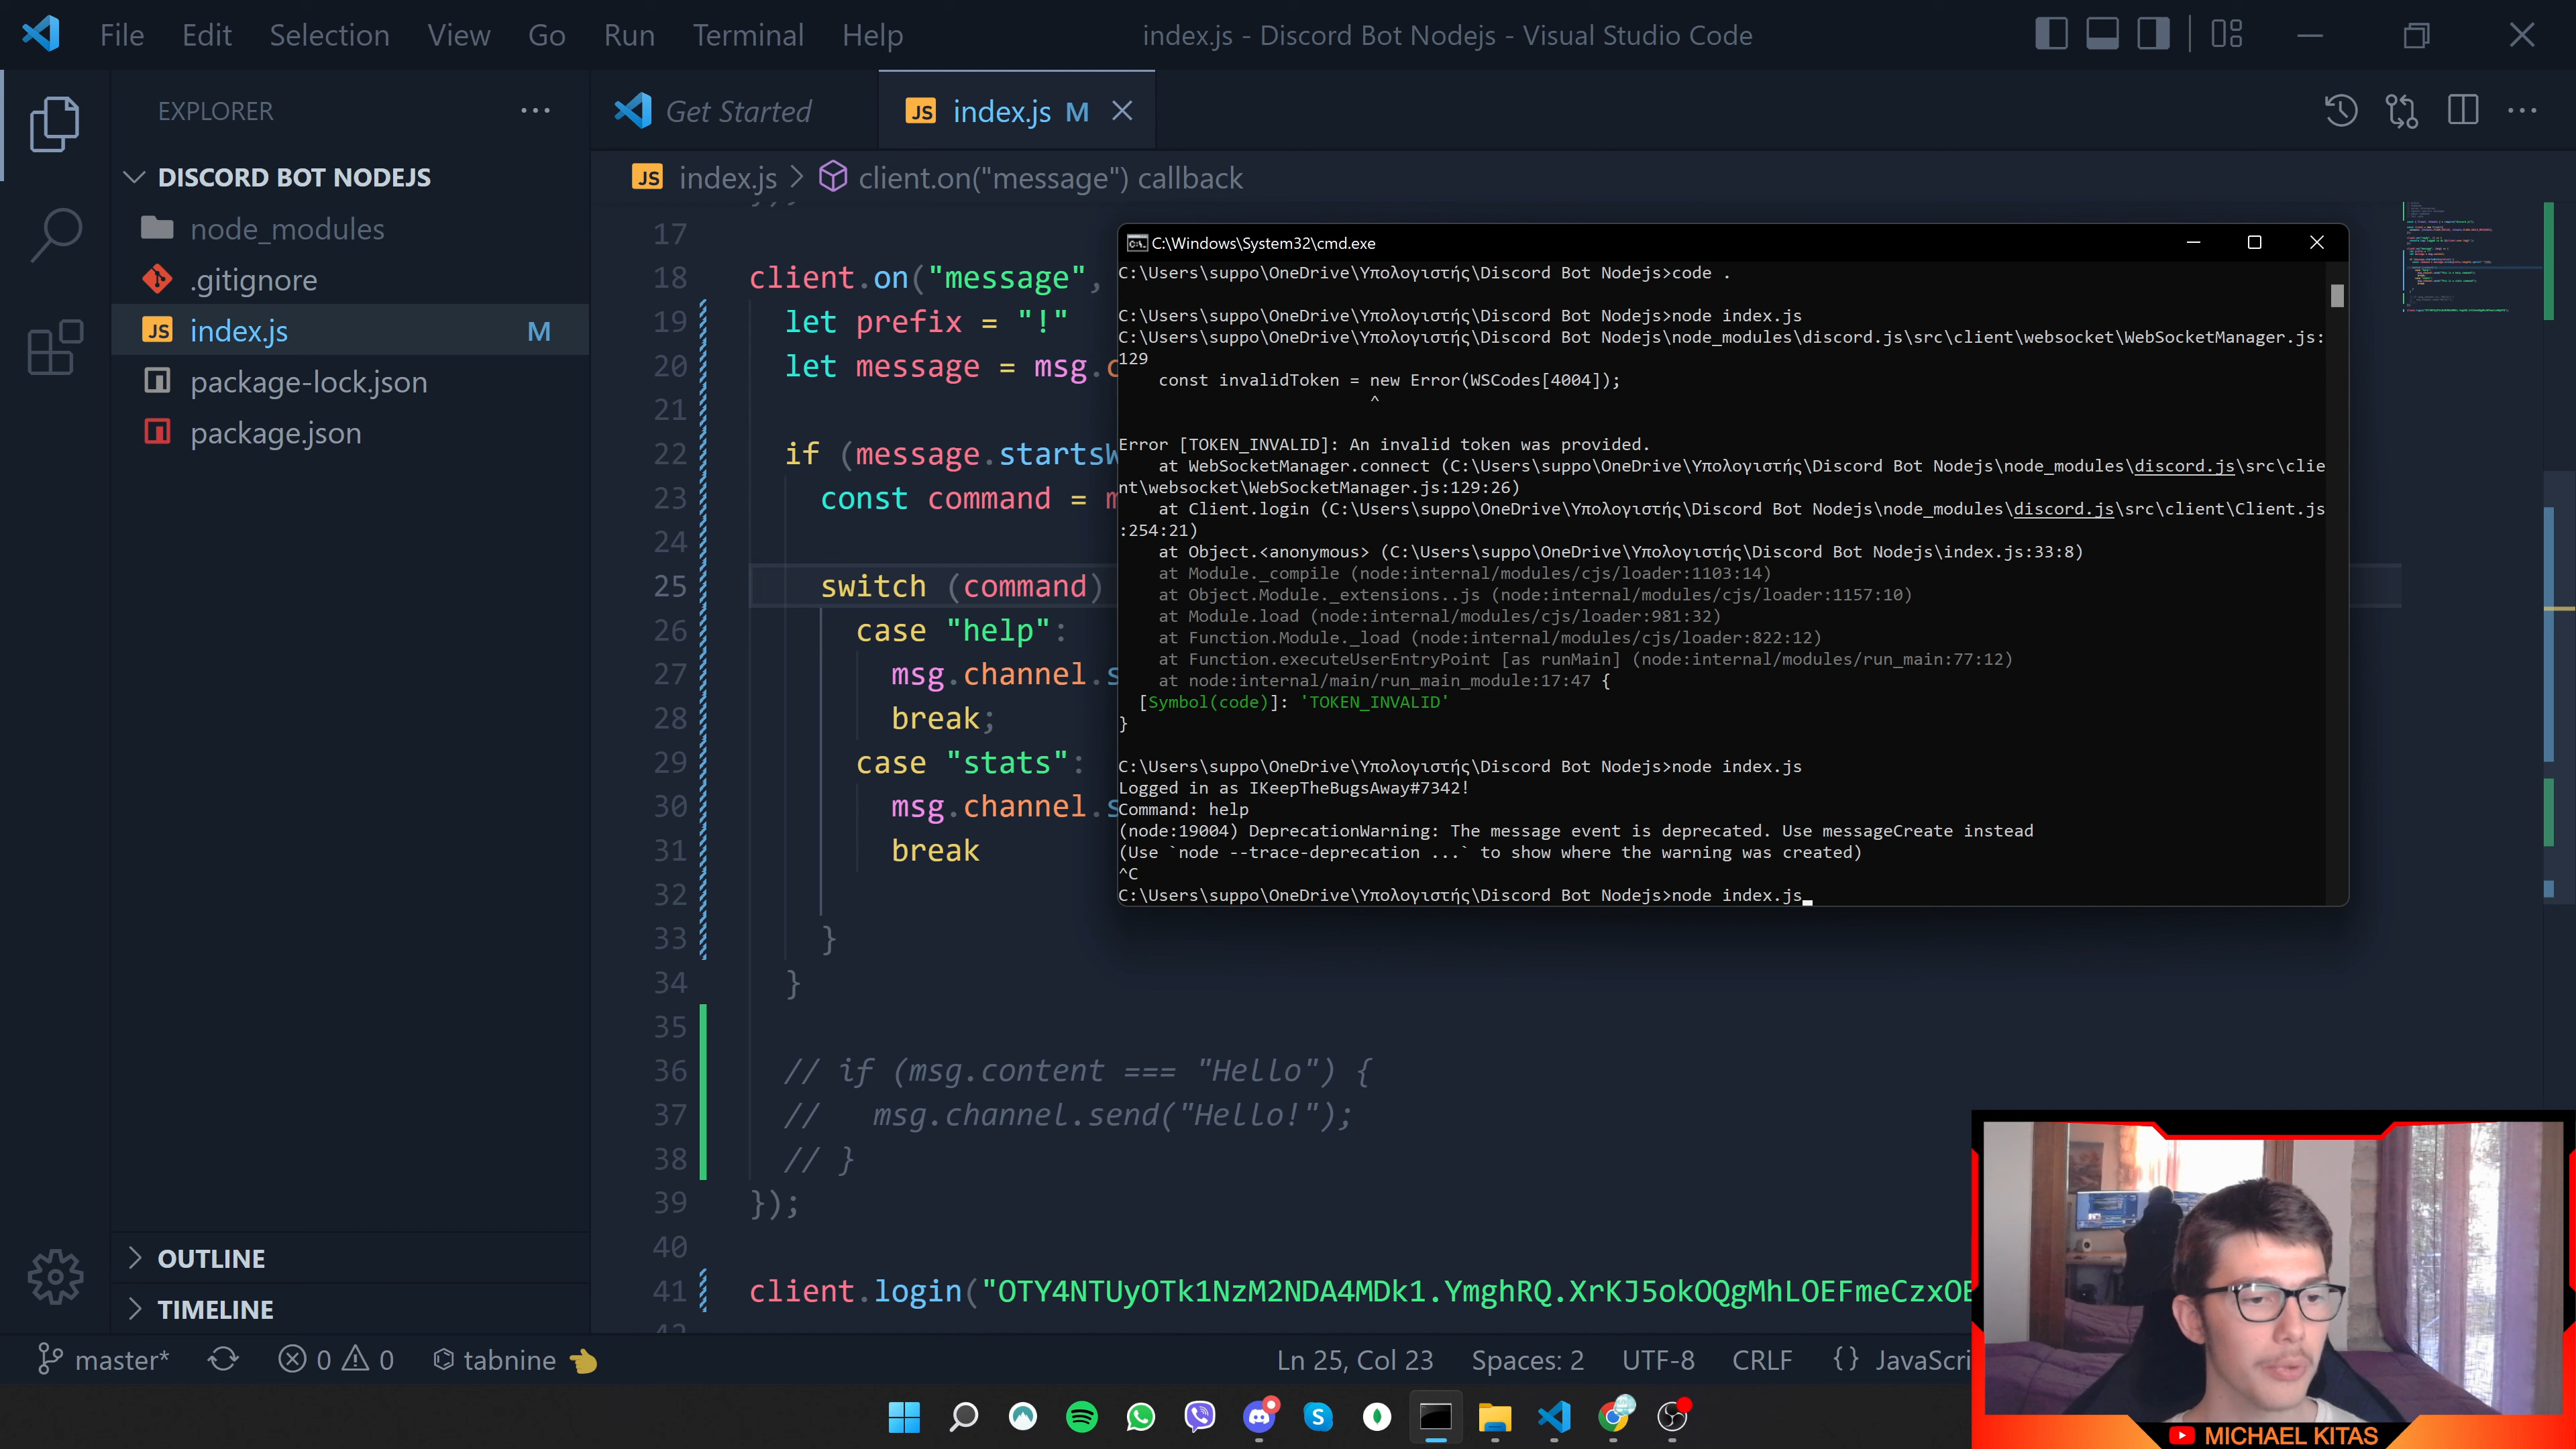 File Edit Selection View Go Run Terminal Help
index.js - Discord Bot Nodejs - Visual Studio Code
EXPLORER
DISCORD BOT NODEJS
node_modules
.gitignore
index.js M
package-lock.json
package.json
OUTLINE
TIMELINE
Get Started
JS index.js M
JS index.js > client.on("message") callback
17
18 client.on("message",
19 let prefix = "!"
20 let message = msg.c
21
22 if (message.startsW
23 const command = m
24
25 switch (command)
26 case "help":
27 msg.channel.s
28 break;
29 case "stats":
30 msg.channel.s
31 break
32
33 }
34 }
35
36 // if (msg.content === "Hello") {
37 // msg.channel.send("Hello!");
38 // }
39 });
40
41 client.login("OTY4NTUyOTk1NzM2NDA4MDk1.YmghRQ.XrKJ5okOQgMhLOEFmeCzxOE
42
C:\Windows\System32\cmd.exe
C:\Users\suppo\OneDrive\Υπολογιστής\Discord Bot Nodejs>code .
C:\Users\suppo\OneDrive\Υπολογιστής\Discord Bot Nodejs>node index.js
C:\Users\suppo\OneDrive\Υπολογιστής\Discord Bot Nodejs\node_modules\discord.js\src\client\websocket\WebSocketManager.js:
129
const invalidToken = new Error(WSCodes[4004]);
^
Error [TOKEN_INVALID]: An invalid token was provided.
at WebSocketManager.connect (C:\Users\suppo\OneDrive\Υπολογιστής\Discord Bot Nodejs\node_modules\discord.js\src\clie
nt\websocket\WebSocketManager.js:129:26)
at Client.login (C:\Users\suppo\OneDrive\Υπολογιστής\Discord Bot Nodejs\node_modules\discord.js\src\client\Client.js
:254:21)
at Object.<anonymous> (C:\Users\suppo\OneDrive\Υπολογιστής\Discord Bot Nodejs\index.js:33:8)
at Module._compile (node:internal/modules/cjs/loader:1103:14)
at Object.Module._extensions..js (node:internal/modules/cjs/loader:1157:10)
at Module.load (node:internal/modules/cjs/loader:981:32)
at Function.Module._load (node:internal/modules/cjs/loader:822:12)
at Function.executeUserEntryPoint [as runMain] (node:internal/modules/run_main:77:12)
at node:internal/main/run_main_module:17:47 {
[Symbol(code)]: 'TOKEN_INVALID'
}
C:\Users\suppo\OneDrive\Υπολογιστής\Discord Bot Nodejs>node index.js
Logged in as IKeepTheBugsAway#7342!
Command: help
(node:19004) DeprecationWarning: The message event is deprecated. Use messageCreate instead
(Use `node --trace-deprecation ...` to show where the warning was created)
^C
C:\Users\suppo\OneDrive\Υπολογιστής\Discord Bot Nodejs>node index.js
master* 0 0 tabnine
Ln 25, Col 23 Spaces: 2 UTF-8 CRLF {} JavaScri
MICHAEL KITAS